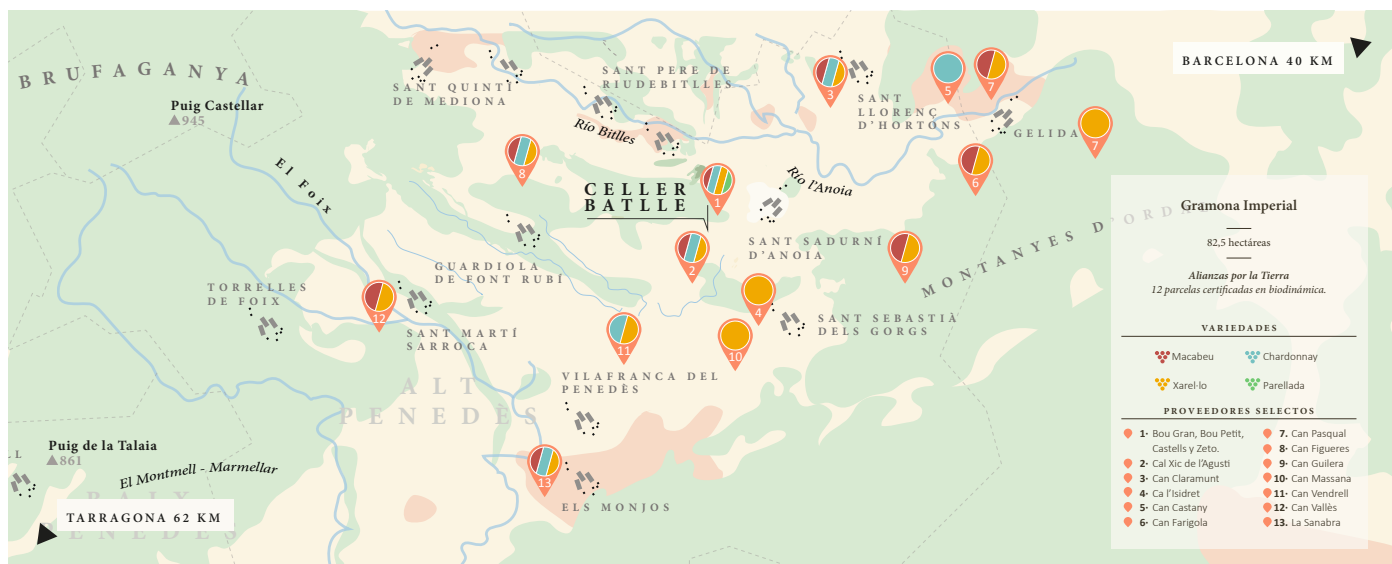 BRUFAGANYA
Puig Castellar
945
El Foix
SANT QUINTÍ
DE MEDIONA
SANT PERE DE
RIUDEBITLLES
Río Bitlles
3
SANT
LLORENÇ
D'HORTONS
5
7
GELIDA
7
BARCELONA 40 KM
8
CELLER
BATLLE
1
Río l'Anoia
6
2
SANT SADURNÍ
D'ANOIA
9
MONTANYES D'ORDAL
GUARDIOLA
DE FONT RUBÍ
TORRELLES
DE FOIX
12
SANT MARTÍ
SARROCA
4
SANT SEBASTIÀ
DELS GORGS
11
10
VILAFRANCA DEL
PENEDÈS
ALT
PENEDÈS
13
ELS MONJOS
LL
Puig de la Talaia
861
El Montmell - Marmellar
BAIX
PENEDÈS
TARRAGONA 62 KM
Gramona Imperial
82,5 hectáreas
Alianzas por la Tierra
12 parcelas certificadas en biodinámica.
VARIEDADES
Macabeu
Chardonnay
Xarel·lo
Parellada
PROVEEDORES SELECTOS
1· Bou Gran, Bou Petit,
Castells y Zeto.
2· Cal Xic de l'Agustí
3· Can Claramunt
4· Ca l'Isidret
5· Can Castany
6· Can Farigola
7. Can Pasqual
8· Can Figueres
9· Can Guilera
10· Can Massana
11· Can Vendrell
12· Can Vallès
13. La Sanabra